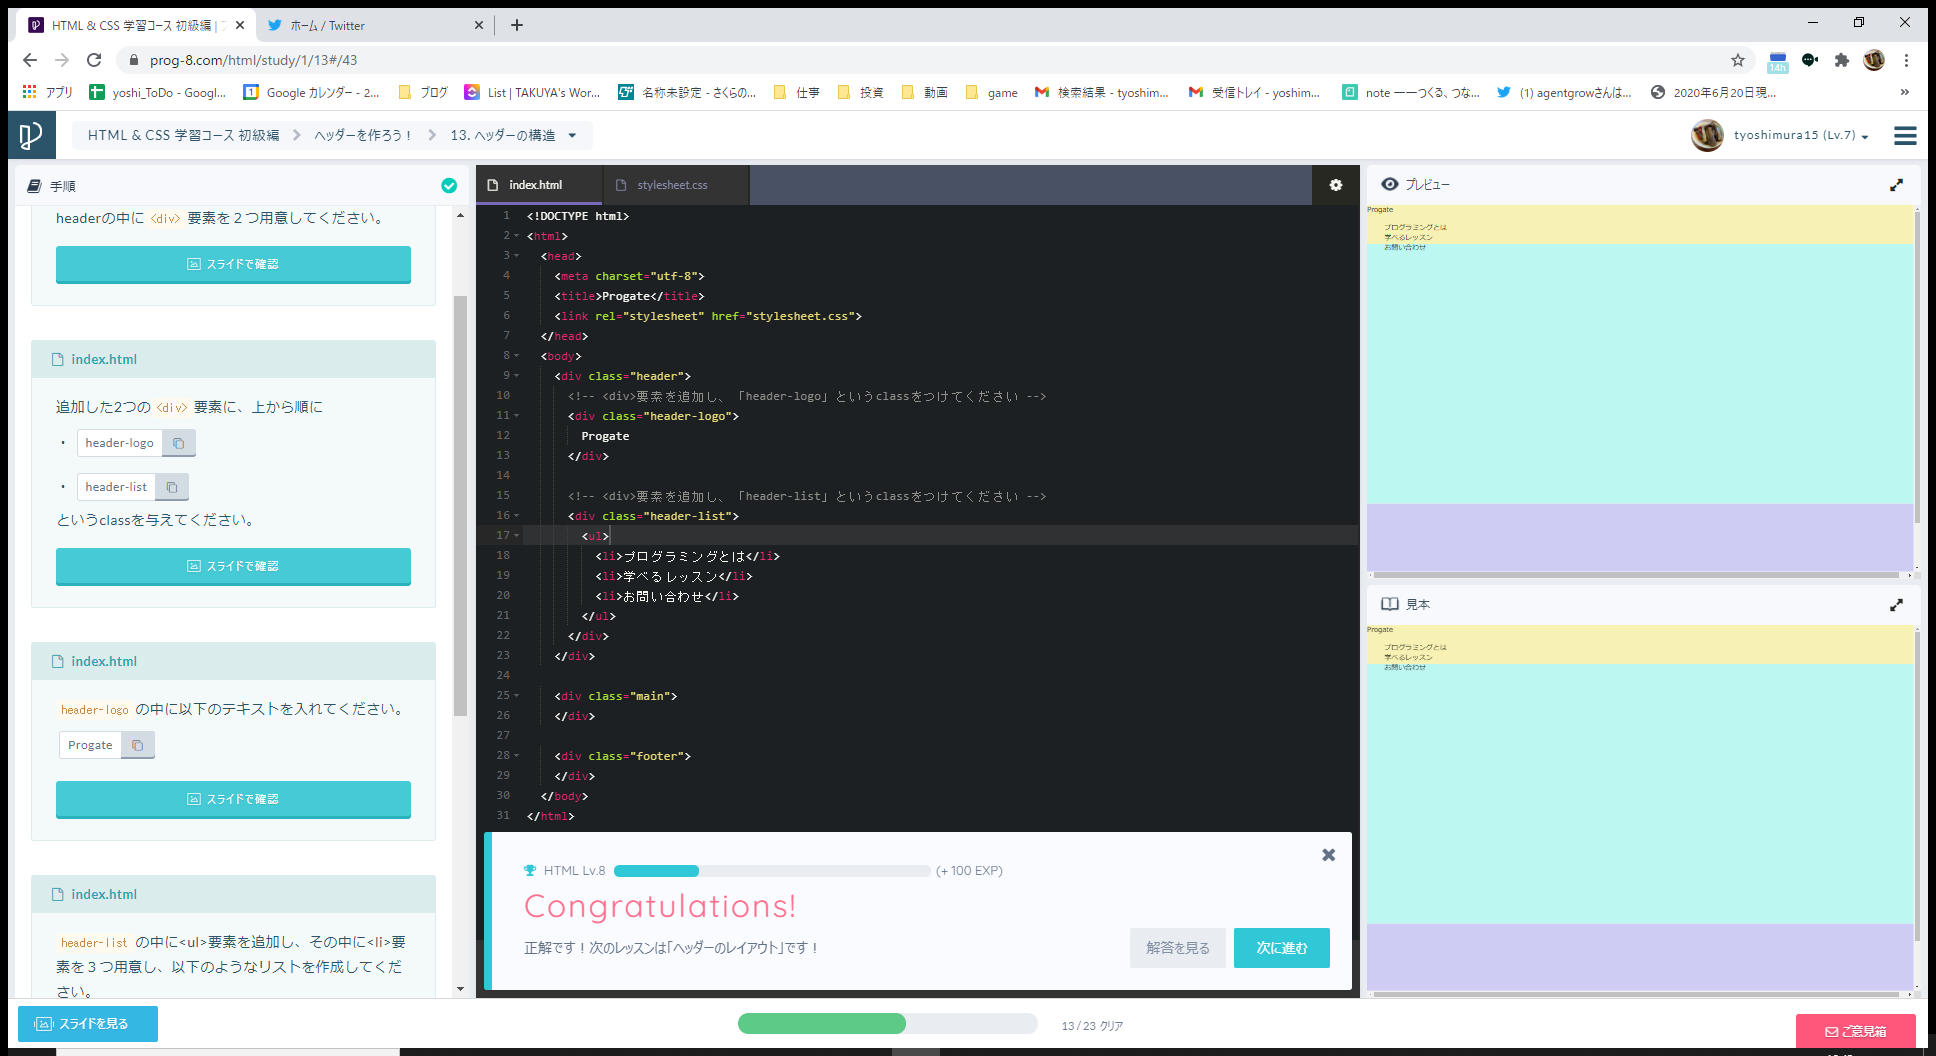 HTML & CSS 学習コース 初級編 |
ホーム / Twitter
prog-8.com/html/study/1/13#/43
14h
アプリ
yoshi_ToDo - Googl...
Google カレンダー - 2...
ブログ
List | TAKUYA's Wor...
名称未設定 - さくらの...
仕事
投資
動画
game
検索結果 - tyoshim...
受信トレイ - yoshim...
note ーーつくる、つな...
(1) agentgrowさんは...
2020年6月20日現...
HTML & CSS 学習コース 初級編
ヘッダーを作ろう！
13. ヘッダーの構造
tyoshimura15 (Lv.7)
手順
headerの中に <div> 要素を２つ用意してください。
スライドで確認
index.html
追加した2つの <div> 要素に、上から順に
・ header-logo
・ header-list
というclassを与えてください。
スライドで確認
index.html
header-logo の中に以下のテキストを入れてください。
Progate
スライドで確認
index.html
header-list の中に<ul>要素を追加し、その中に<li>要
素を３つ用意し、以下のようなリストを作成してくだ
さい。
スライドを見る
index.html
stylesheet.css
1 <!DOCTYPE html>
2 <html>
3 <head>
4 <meta charset="utf-8">
5 <title>Progate</title>
6 <link rel="stylesheet" href="stylesheet.css">
7 </head>
8 <body>
9 <div class="header">
10 <!-- <div>要素を追加し、「header-logo」というclassをつけてください -->
11 <div class="header-logo">
12 Progate
13 </div>
14
15 <!-- <div>要素を追加し、「header-list」というclassをつけてください -->
16 <div class="header-list">
17 <ul>
18 <li>プログラミングとは</li>
19 <li>学べるレッスン</li>
20 <li>お問い合わせ</li>
21 </ul>
22 </div>
23 </div>
24
25 <div class="main">
26 </div>
27
28 <div class="footer">
29 </div>
30 </body>
31 </html>
HTML Lv.8
(+ 100 EXP)
Congratulations!
正解です！次のレッスンは「ヘッダーのレイアウト」です！
解答を見る
次に進む
13 / 23 クリア
プレビュー
Progate
プログラミングとは
学べるレッスン
お問い合わせ
見本
Progate
プログラミングとは
学べるレッスン
お問い合わせ
ご意見箱